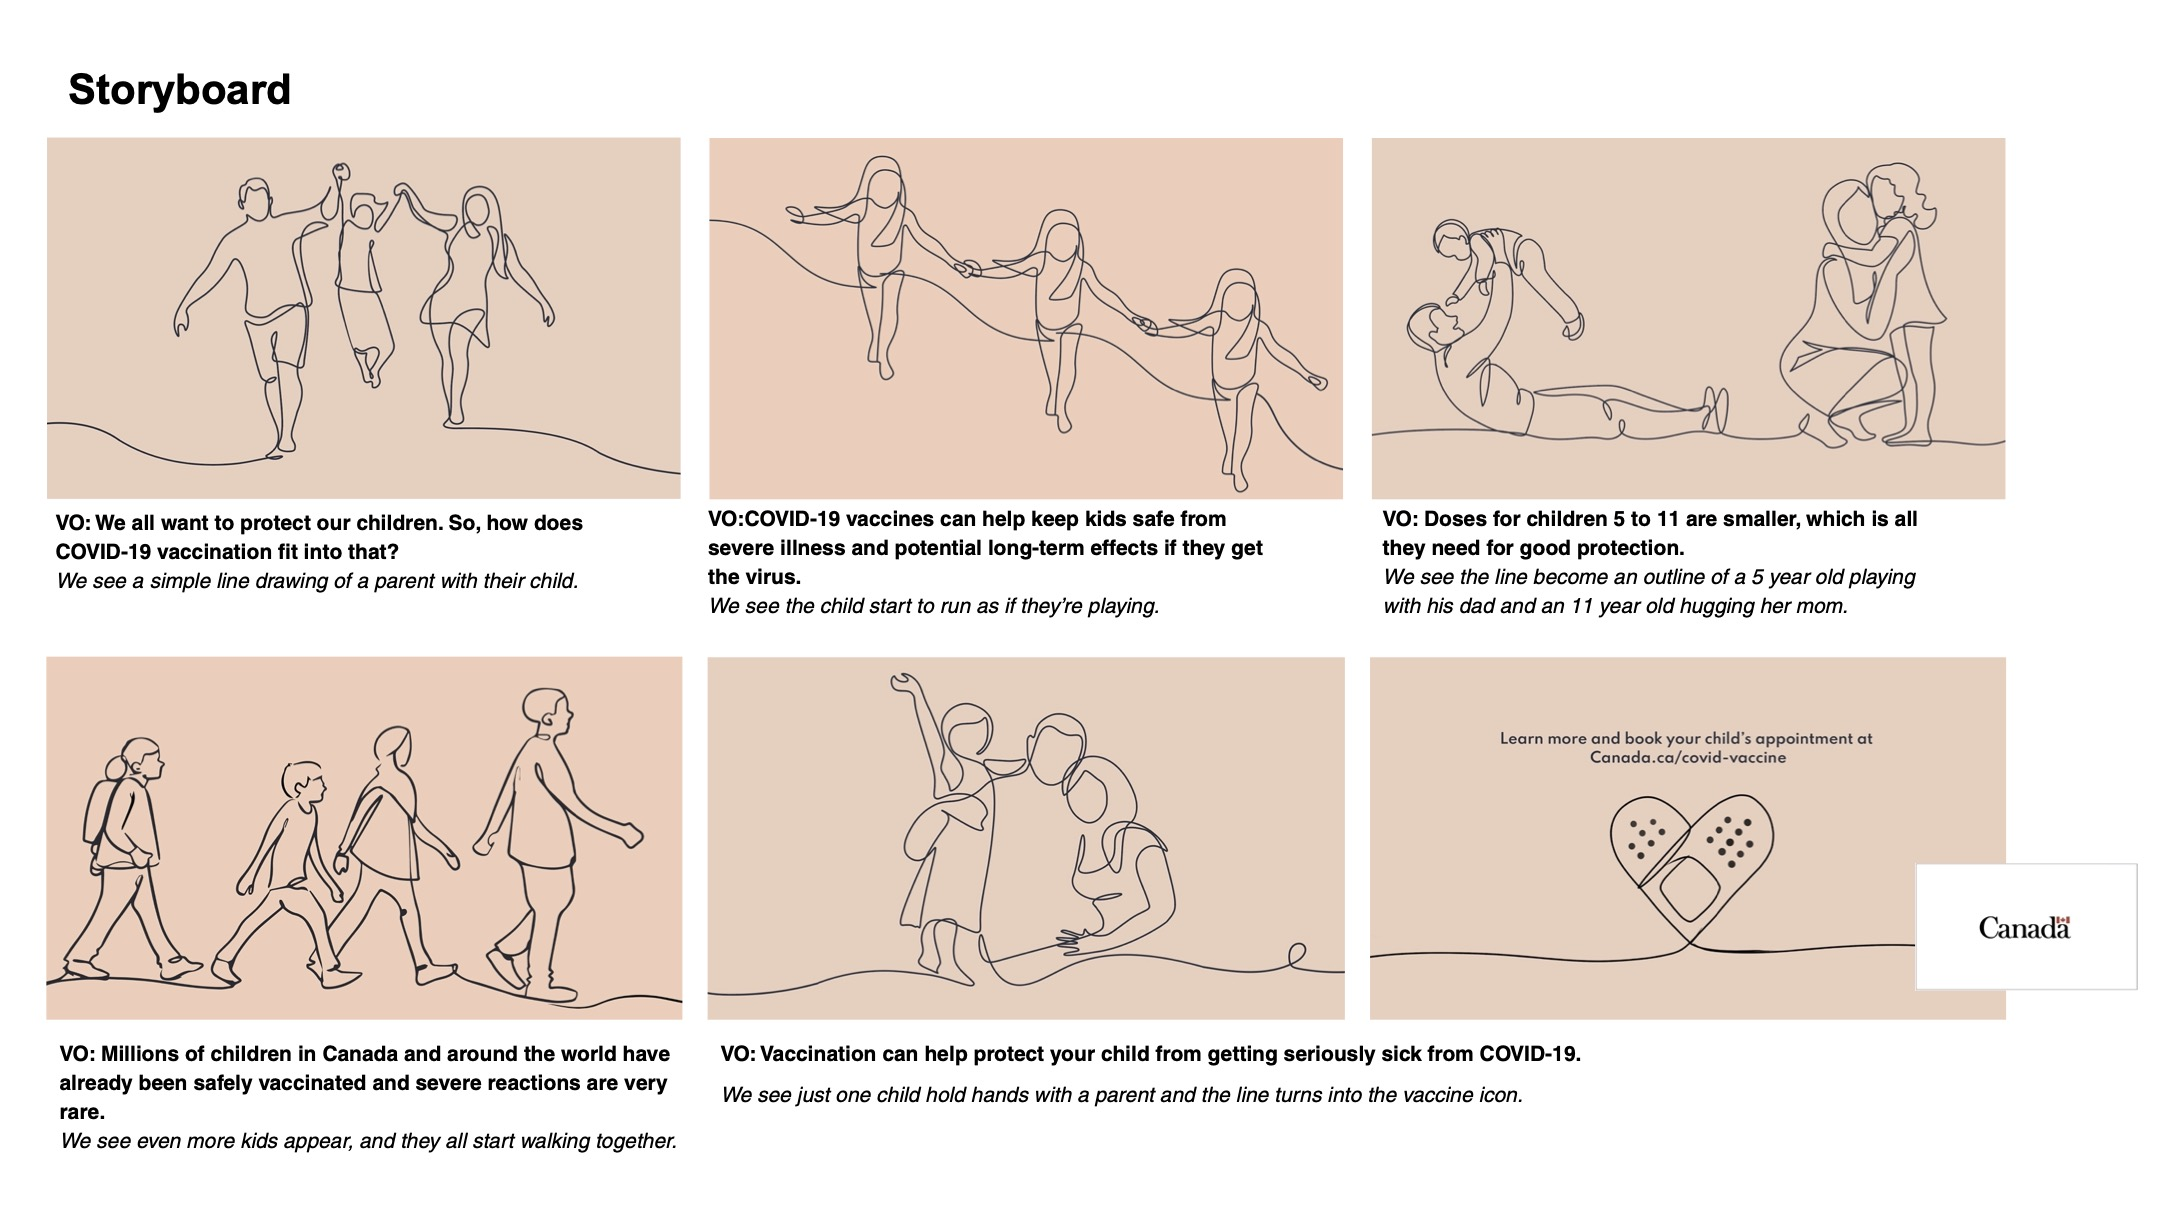 Storyboard
VO: We all want to protect our children. So, how does
COVID-19 vaccination fit into that?
We see a simple line drawing of a parent with their child.
VO:COVID-19 vaccines can help keep kids safe from
severe illness and potential long-term effects if they get
the virus.
We see the child start to run as if they’re playing.
VO: Doses for children 5 to 11 are smaller, which is all
they need for good protection.
We see the line become an outline of a 5 year old playing
with his dad and an 11 year old hugging her mom.
VO: Millions of children in Canada and around the world have
already been safely vaccinated and severe reactions are very
rare.
We see even more kids appear, and they all start walking together.
VO: Vaccination can help protect your child from getting seriously sick from COVID-19.
We see just one child hold hands with a parent and the line turns into the vaccine icon.
Learn more and book your child’s appointment at
Canada.ca/covid-vaccine
Canada